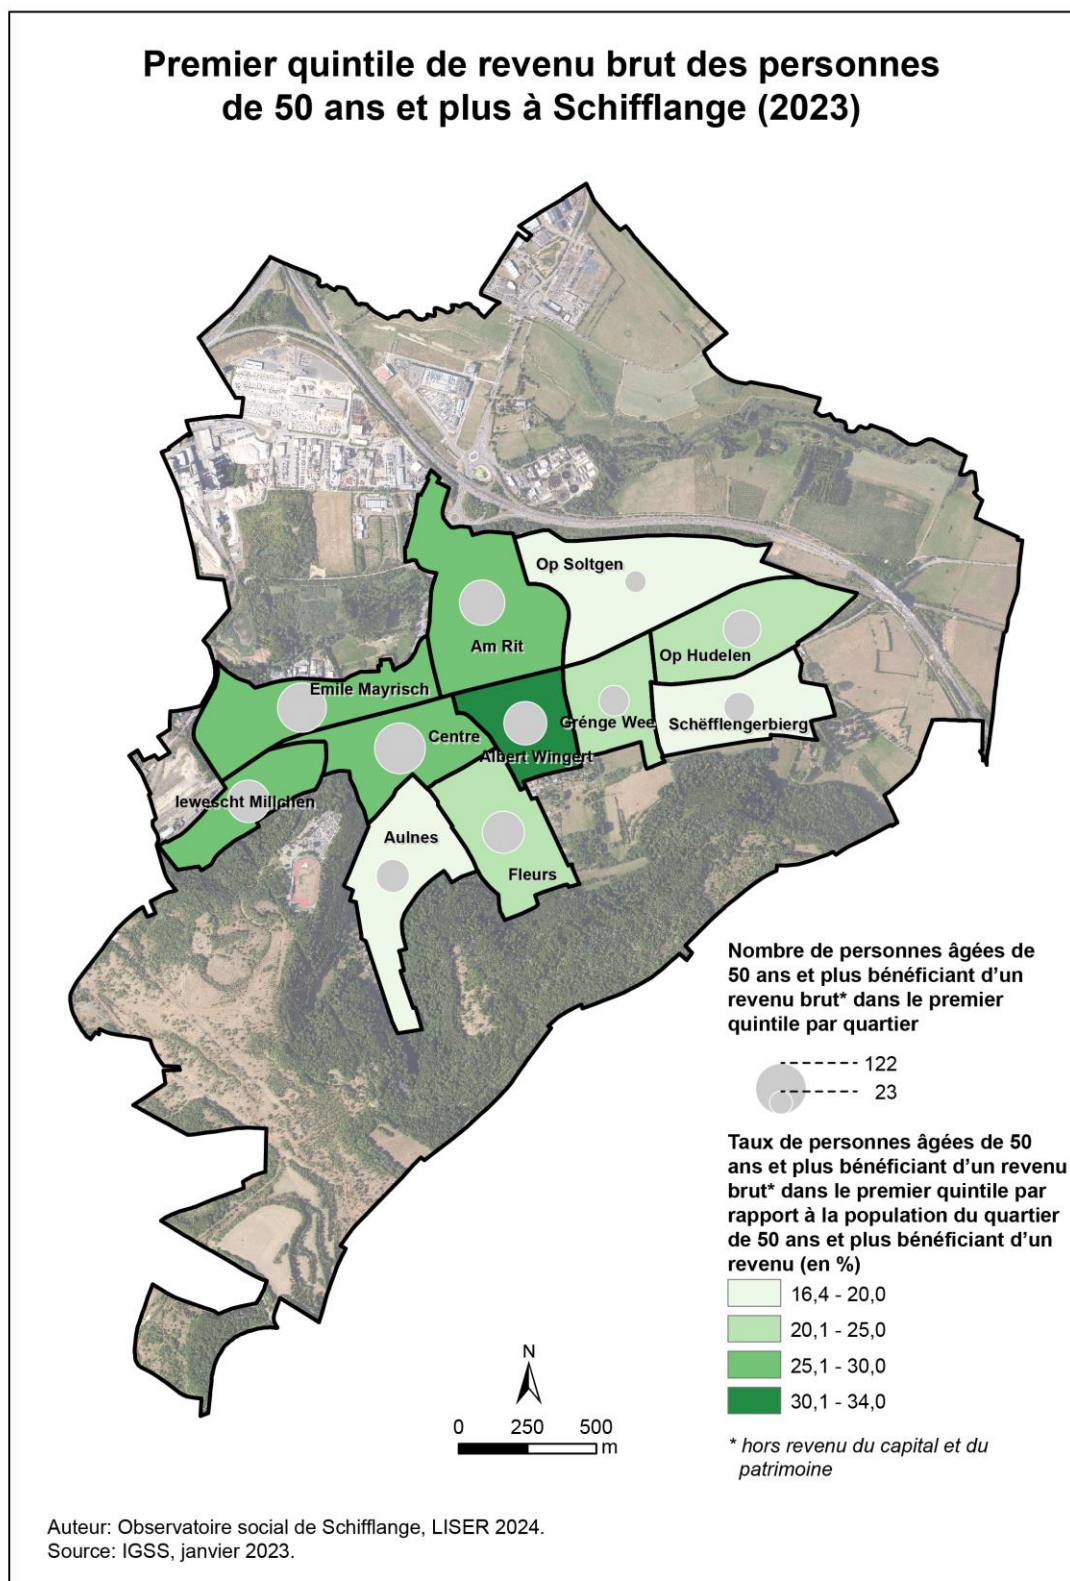 Premier quintile de revenu brut des personnes
de 50 ans et plus à Schifflange (2023)
Op Soltgen
Op Hudelen
Am Rit
Emile Mayrisch
Grénge Wee
Schëfflengerbierg
Centre
Albert Wingert
Iewescht Millchen
Aulnes
Fleurs
Nombre de personnes âgées de
50 ans et plus bénéficiant d’un
revenu brut* dans le premier
quintile par quartier
122
23
Taux de personnes âgées de 50
ans et plus bénéficiant d’un revenu
brut* dans le premier quintile par
rapport à la population du quartier
de 50 ans et plus bénéficiant d’un
revenu (en %)
16,4 - 20,0
20,1 - 25,0
25,1 - 30,0
30,1 - 34,0
* hors revenu du capital et du
patrimoine
N
0 250 500
m
Auteur: Observatoire social de Schifflange, LISER 2024.
Source: IGSS, janvier 2023.